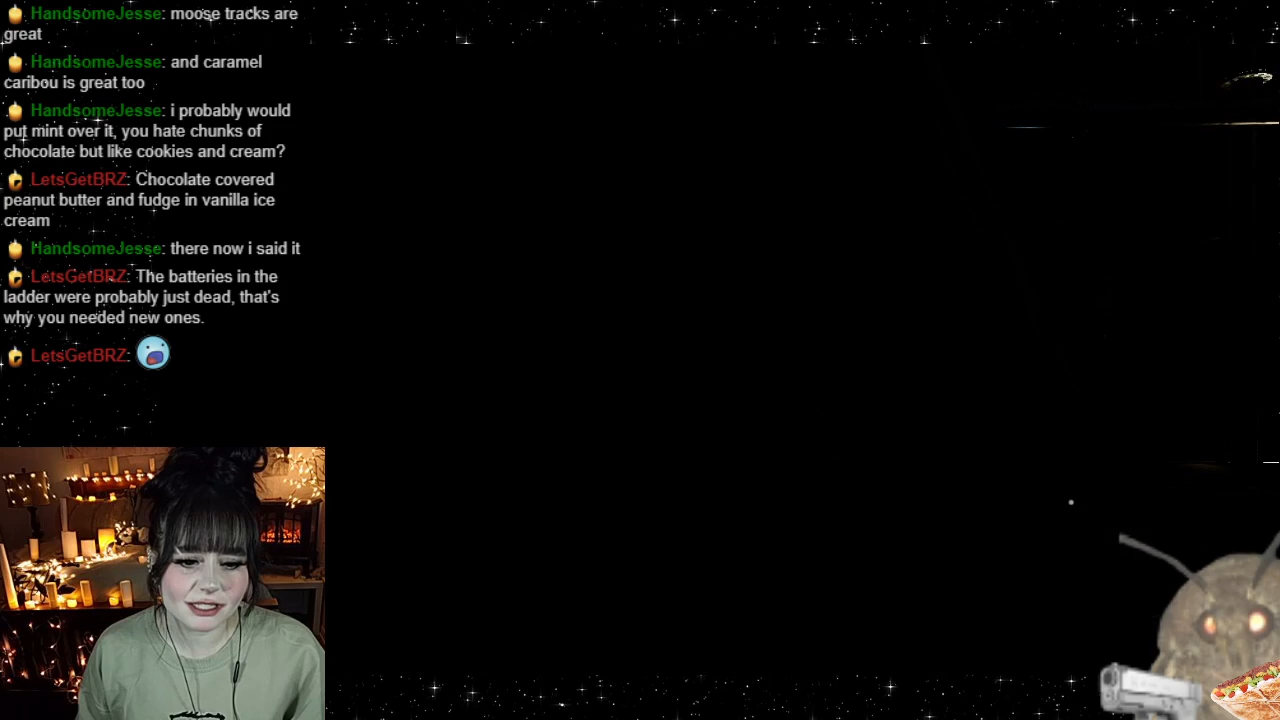 HandsomeJesse: moose tracks are
great
HandsomeJesse: and caramel
caribou is great too
HandsomeJesse: i probably would
put mint over it, you hate chunks of
chocolate but like cookies and cream?
LetsGetBRZ: Chocolate covered
peanut butter and fudge in vanilla ice
cream
HandsomeJesse: there now i said it
LetsGetBRZ: The batteries in the
ladder were probably just dead, that's
why you needed new ones.
LetsGetBRZ: